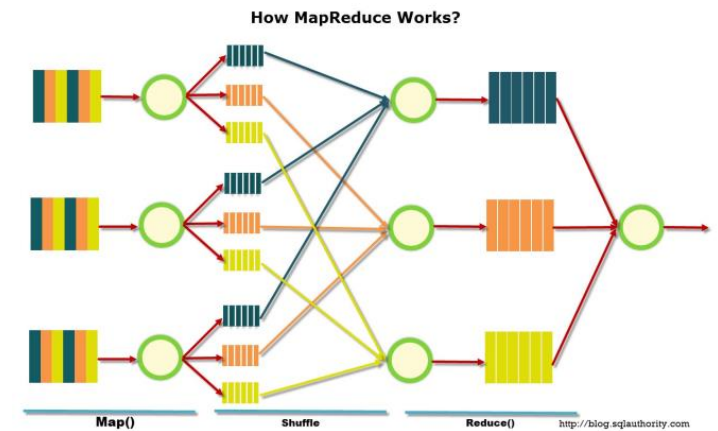 How MapReduce Works?
Map()
Shuffle
Reduce()
http://blog.sqlauthority.com